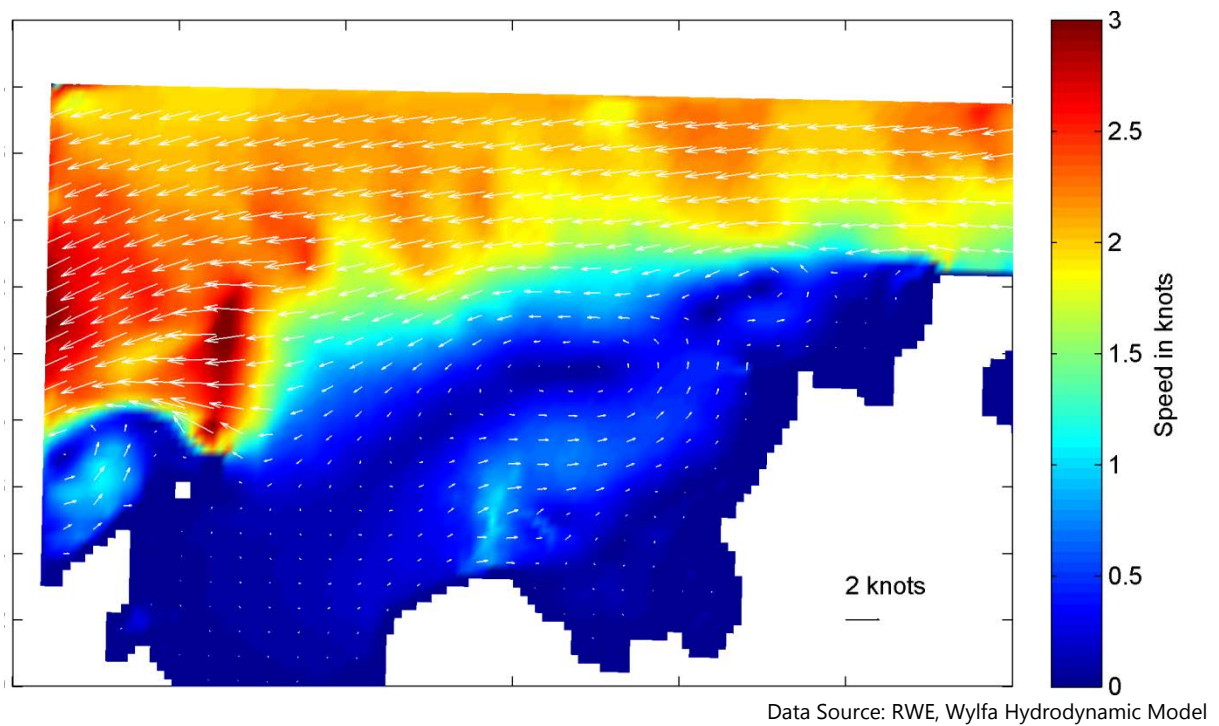 3
2.5
2
1.5
1
0.5
0
Speed in knots
2 knots
Data Source: RWE, Wylfa Hydrodynamic Model